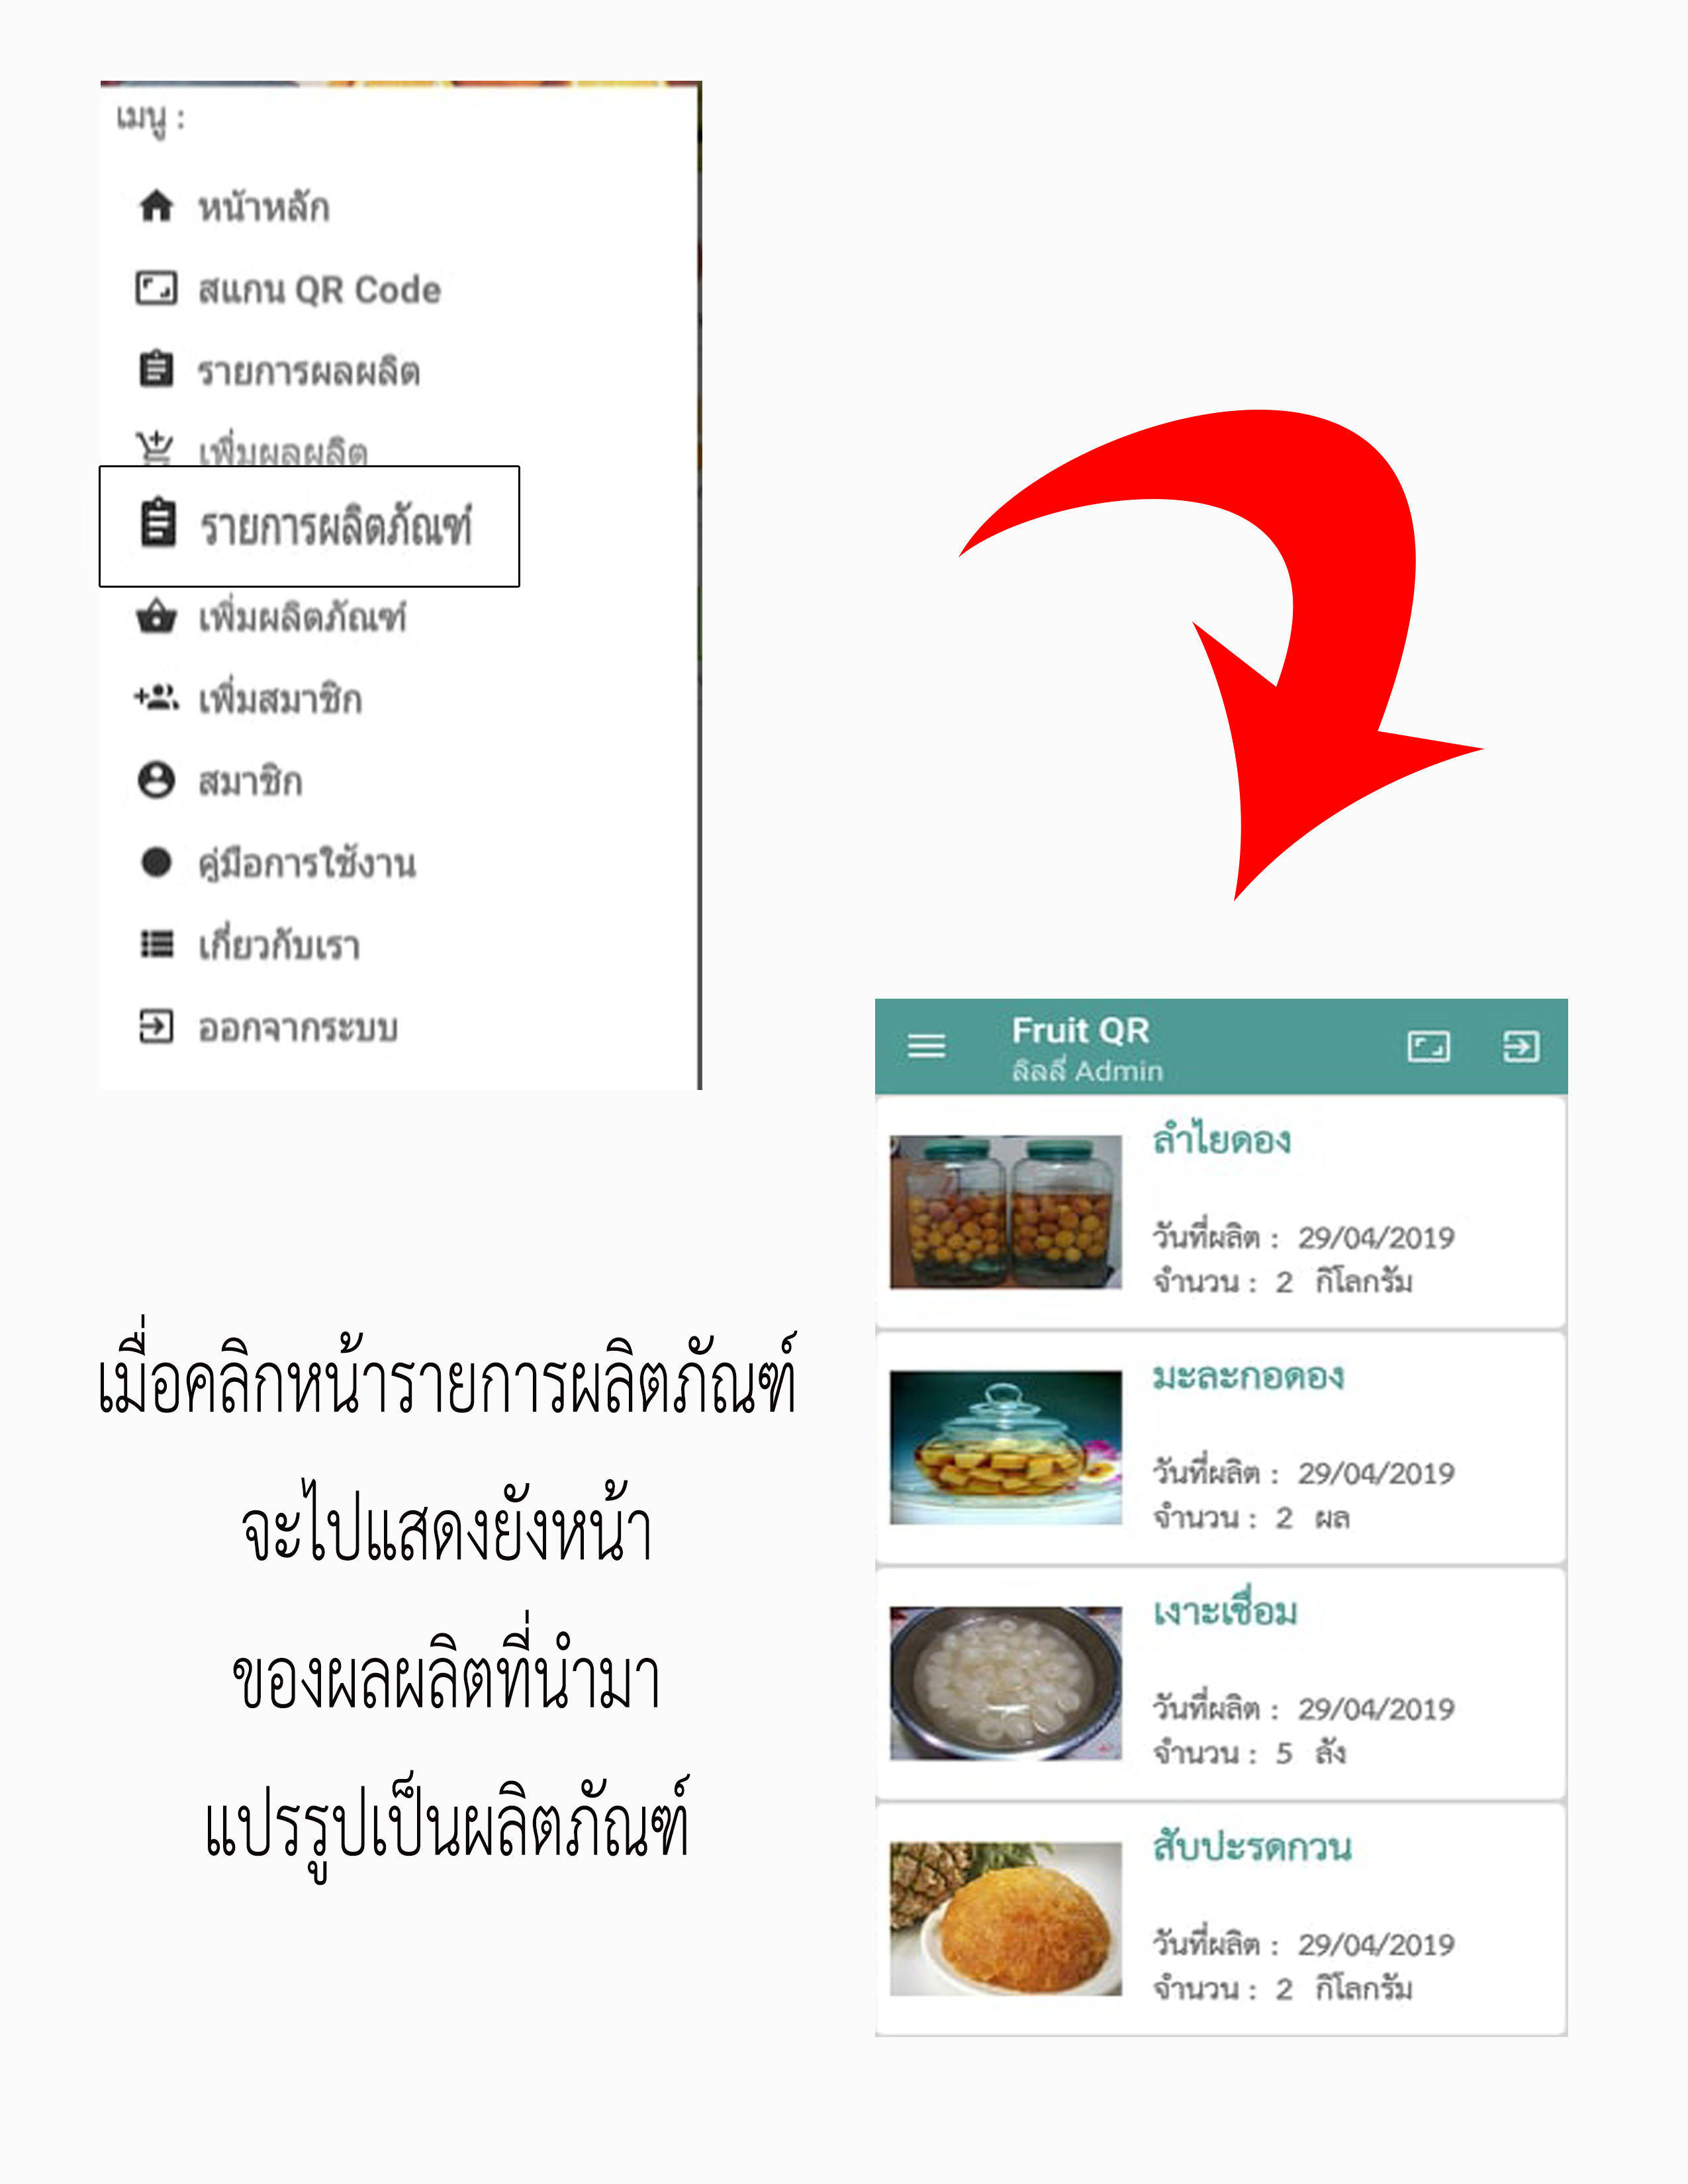 เมนู :
หน้าหลัก
สแกน QR Code
รายการผลผลิต
เพิ่มผลผลิต
รายการผลิตภัณฑ์
เพิ่มผลิตภัณฑ์
เพิ่มสมาชิก
สมาชิก
คู่มือการใช้งาน
เกี่ยวกับเรา
ออกจากระบบ
เมื่อคลิกหน้ารายการผลิตภัณฑ์
จะไปแสดงยังหน้า
ของผลผลิตที่นำมา
แปรรูปเป็นผลิตภัณฑ์
Fruit QR
ลิลลี่ Admin
ลำไยดอง
วันที่ผลิต : 29/04/2019
จำนวน : 2 กิโลกรัม
มะละกอดอง
วันที่ผลิต : 29/04/2019
จำนวน : 2 ผล
เงาะเชื่อม
วันที่ผลิต : 29/04/2019
จำนวน : 5 ลัง
สับปะรดกวน
วันที่ผลิต : 29/04/2019
จำนวน : 2 กิโลกรัม